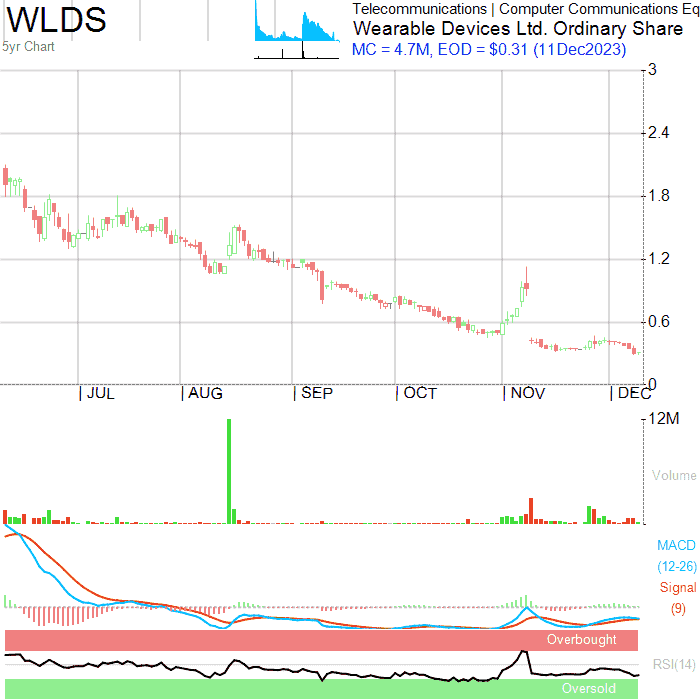 WLDS
5yr Chart
Telecommunications | Computer Communications Eq
Wearable Devices Ltd. Ordinary Share
MC = 4.7M, EOD = $0.31 (11Dec2023)
3
2.4
1.8
1.2
0.6
0
| JUL | AUG | SEP | OCT | NOV | DEC
12M
Volume
MACD
(12-26)
Signal
(9)
Overbought
RSI(14)
Oversold